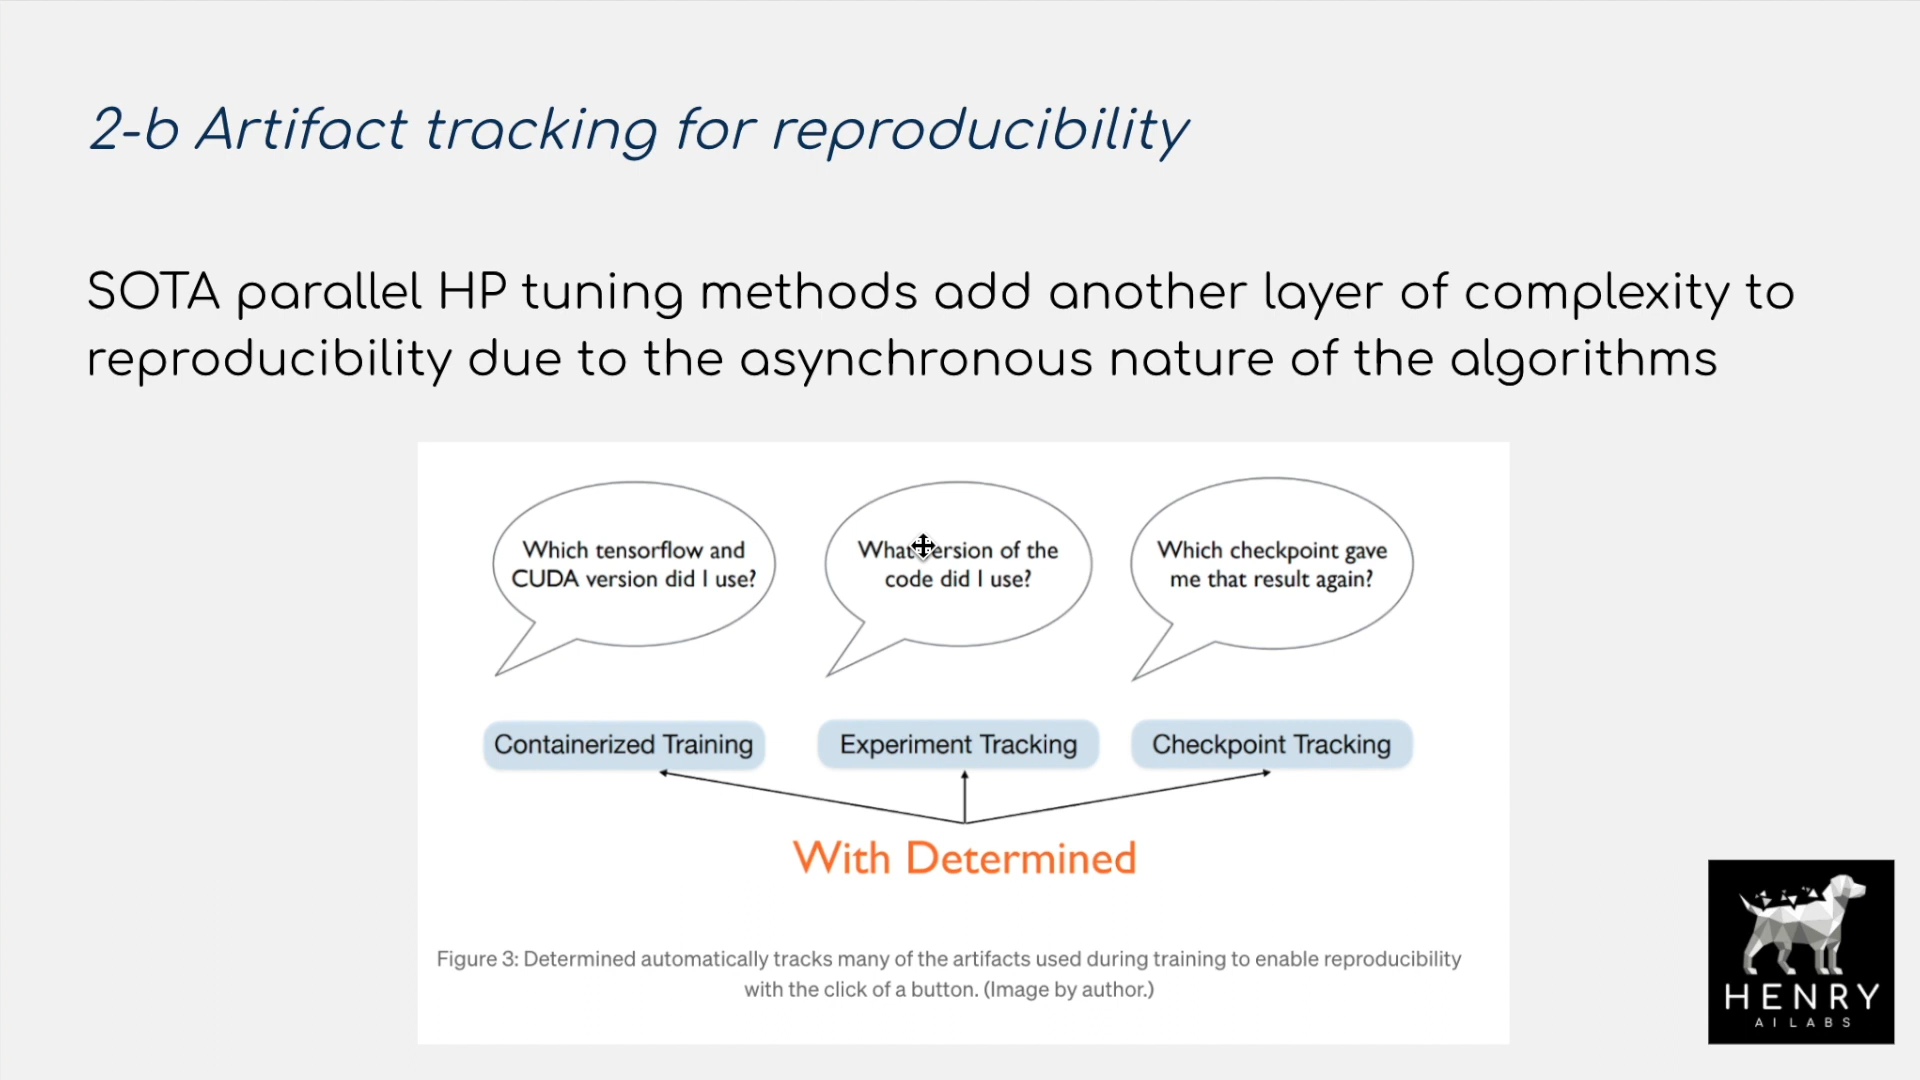 2-b Artifact tracking for reproducibility
SOTA parallel HP tuning methods add another layer of complexity to
reproducibility due to the asynchronous nature of the algorithms
Which tensorflow and
CUDA version did I use?
What version of the
code did I use?
Which checkpoint gave
me that result again?
Containerized Training
Experiment Tracking
Checkpoint Tracking
With Determined
Figure 3: Determined automatically tracks many of the artifacts used during training to enable reproducibility
with the click of a button. (Image by author.)
HENRY
AI LABS